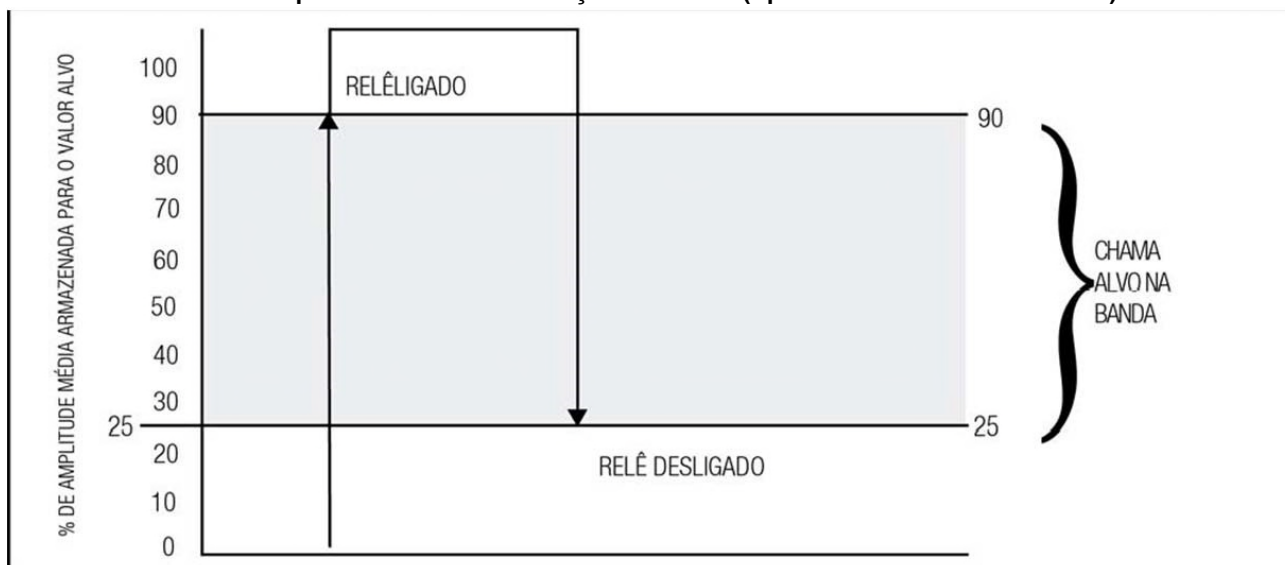 % DE AMPLITUDE MÉDIA ARMAZENADA PARA O VALOR ALVO
100
RELÊLIGADO
90
90
80
70
60
50
40
30
25
25
20
10
0
CHAMA
ALVO NA
BANDA
RELÊ DESLIGADO